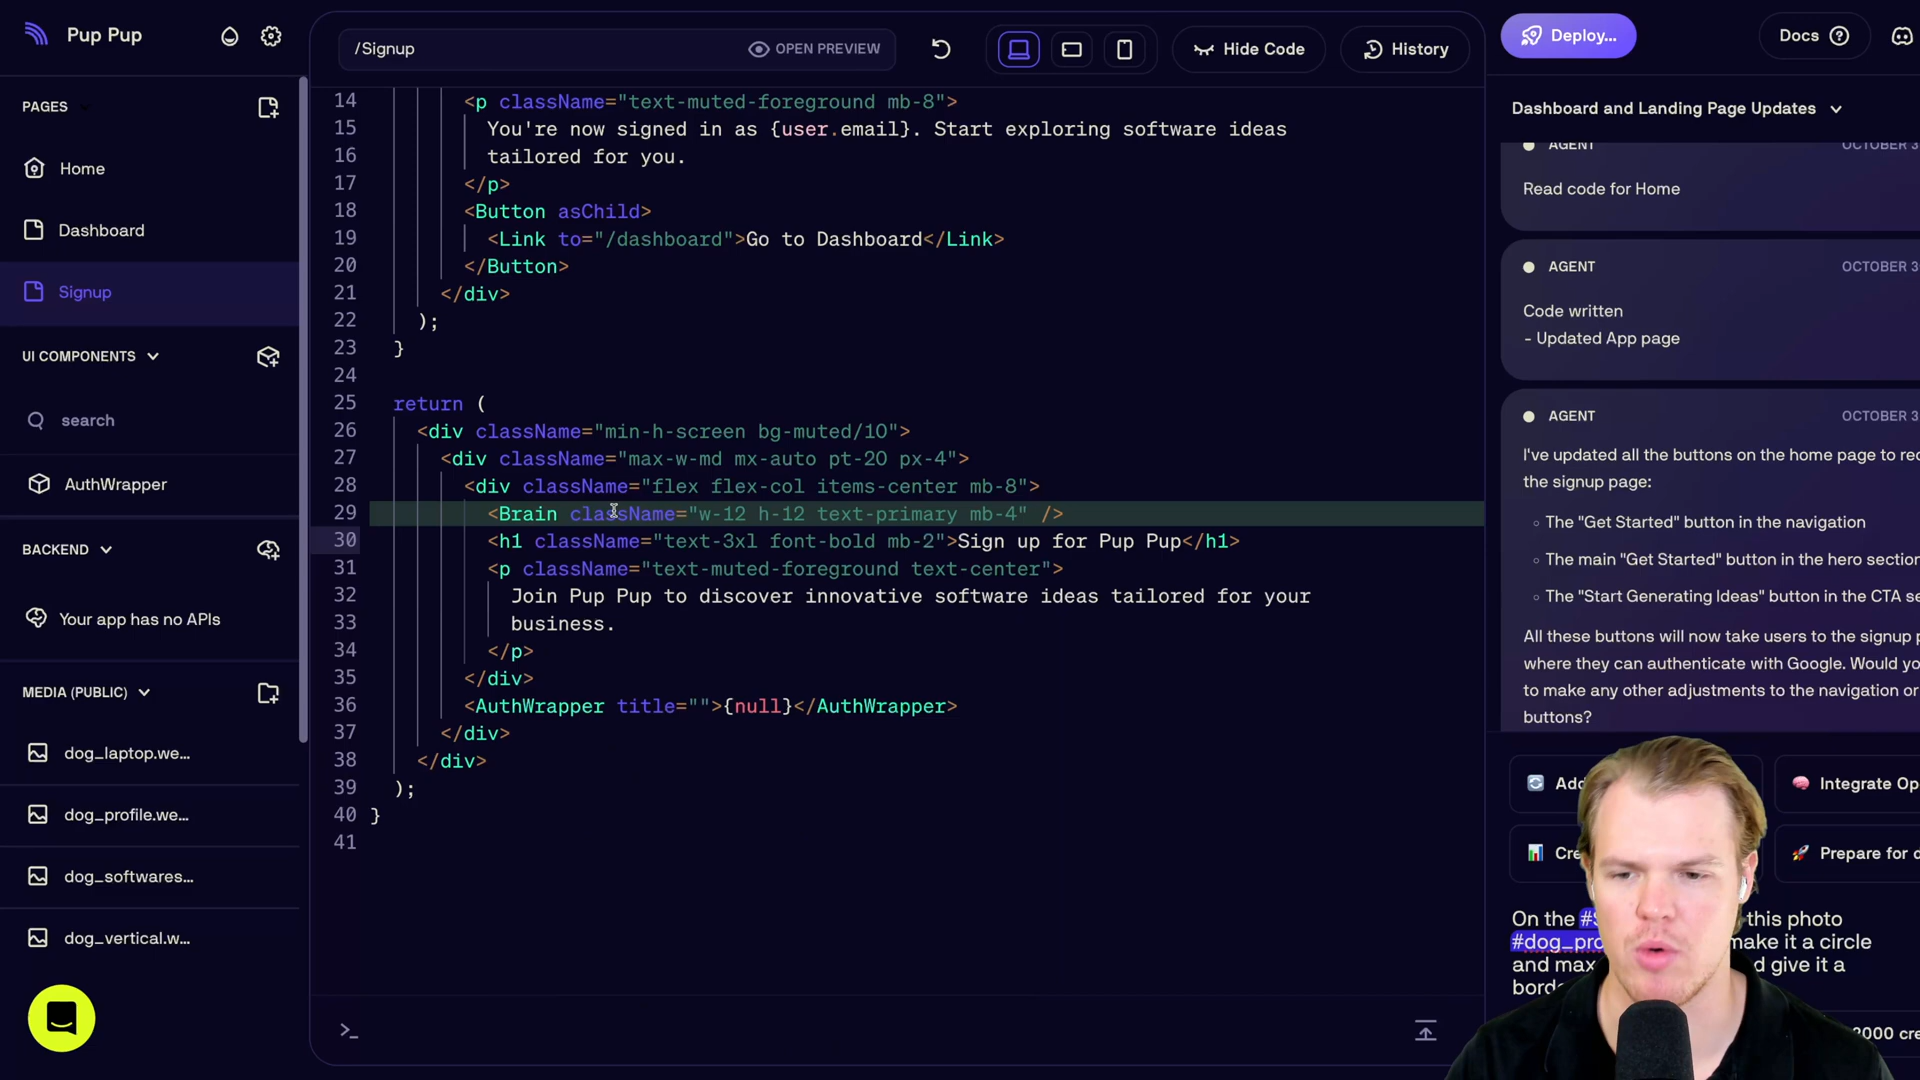 Pup Pup
/Signup
OPEN PREVIEW
Hide Code
History
Deploy...
Docs
PAGES
Home
Dashboard
Signup
UI COMPONENTS
search
AuthWrapper
BACKEND
Your app has no APIs
MEDIA (PUBLIC)
dog_laptop.we...
dog_profile.we...
dog_softwares...
dog_vertical.w...
14 <p className="text-muted-foreground mb-8">
15 You're now signed in as {user.email}. Start exploring software ideas
16 tailored for you.
17 </p>
18 <Button asChild>
19 <Link to="/dashboard">Go to Dashboard</Link>
20 </Button>
21 </div>
22 );
23 }
24
25 return (
26 <div className="min-h-screen bg-muted/10">
27 <div className="max-w-md mx-auto pt-20 px-4">
28 <div className="flex flex-col items-center mb-8">
29 <Brain className="w-12 h-12 text-primary mb-4" />
30 <h1 className="text-3xl font-bold mb-2">Sign up for Pup Pup</h1>
31 <p className="text-muted-foreground text-center">
32 Join Pup Pup to discover innovative software ideas tailored for your
33 business.
34 </p>
35 </div>
36 <AuthWrapper title="">{null}</AuthWrapper>
37 </div>
38 </div>
39 );
40 }
41
>_
Dashboard and Landing Page Updates
AGENT OCTOBER 3
Read code for Home
AGENT OCTOBER 3
Code written
- Updated App page
AGENT OCTOBER 3
I've updated all the buttons on the home page to
the signup page:
The "Get Started" button in the navigation
The main "Get Started" button in the hero section
The "Start Generating Ideas" button in the CTA
All these buttons will now take users to the signup
where they can authenticate with Google. Would
to make any other adjustments to the navigation or
buttons?
Integrate
Prepare for
On the this photo
make it a circle
and give it a
2000